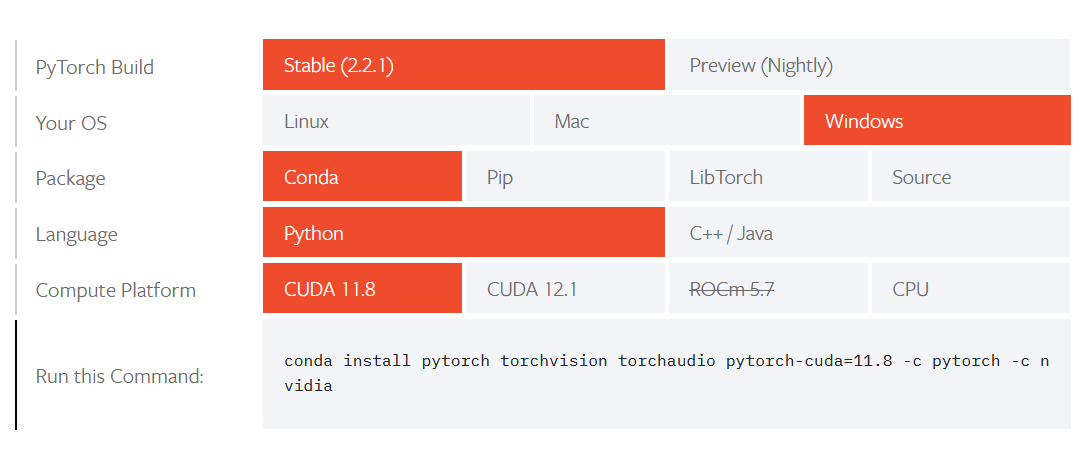 PyTorch Build
Stable (2.2.1)
Preview (Nightly)
Your OS
Linux
Mac
Windows
Package
Conda
Pip
LibTorch
Source
Language
Python
C++ / Java
Compute Platform
CUDA 11.8
CUDA 12.1
ROCm 5.7
CPU
Run this Command:
conda install pytorch torchvision torchaudio pytorch-cuda=11.8 -c pytorch -c n
vidia